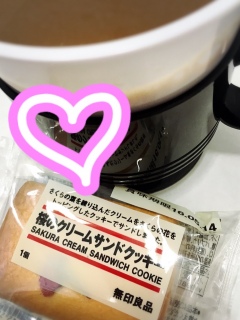 さくらの葉を練り込んだクリームをさくらの花を
トッピングしたクッキーでサンドしました。
桜のクリームサンドクッキー
SAKURA CREAM SANDWICH COOKIE
1個
無印良品